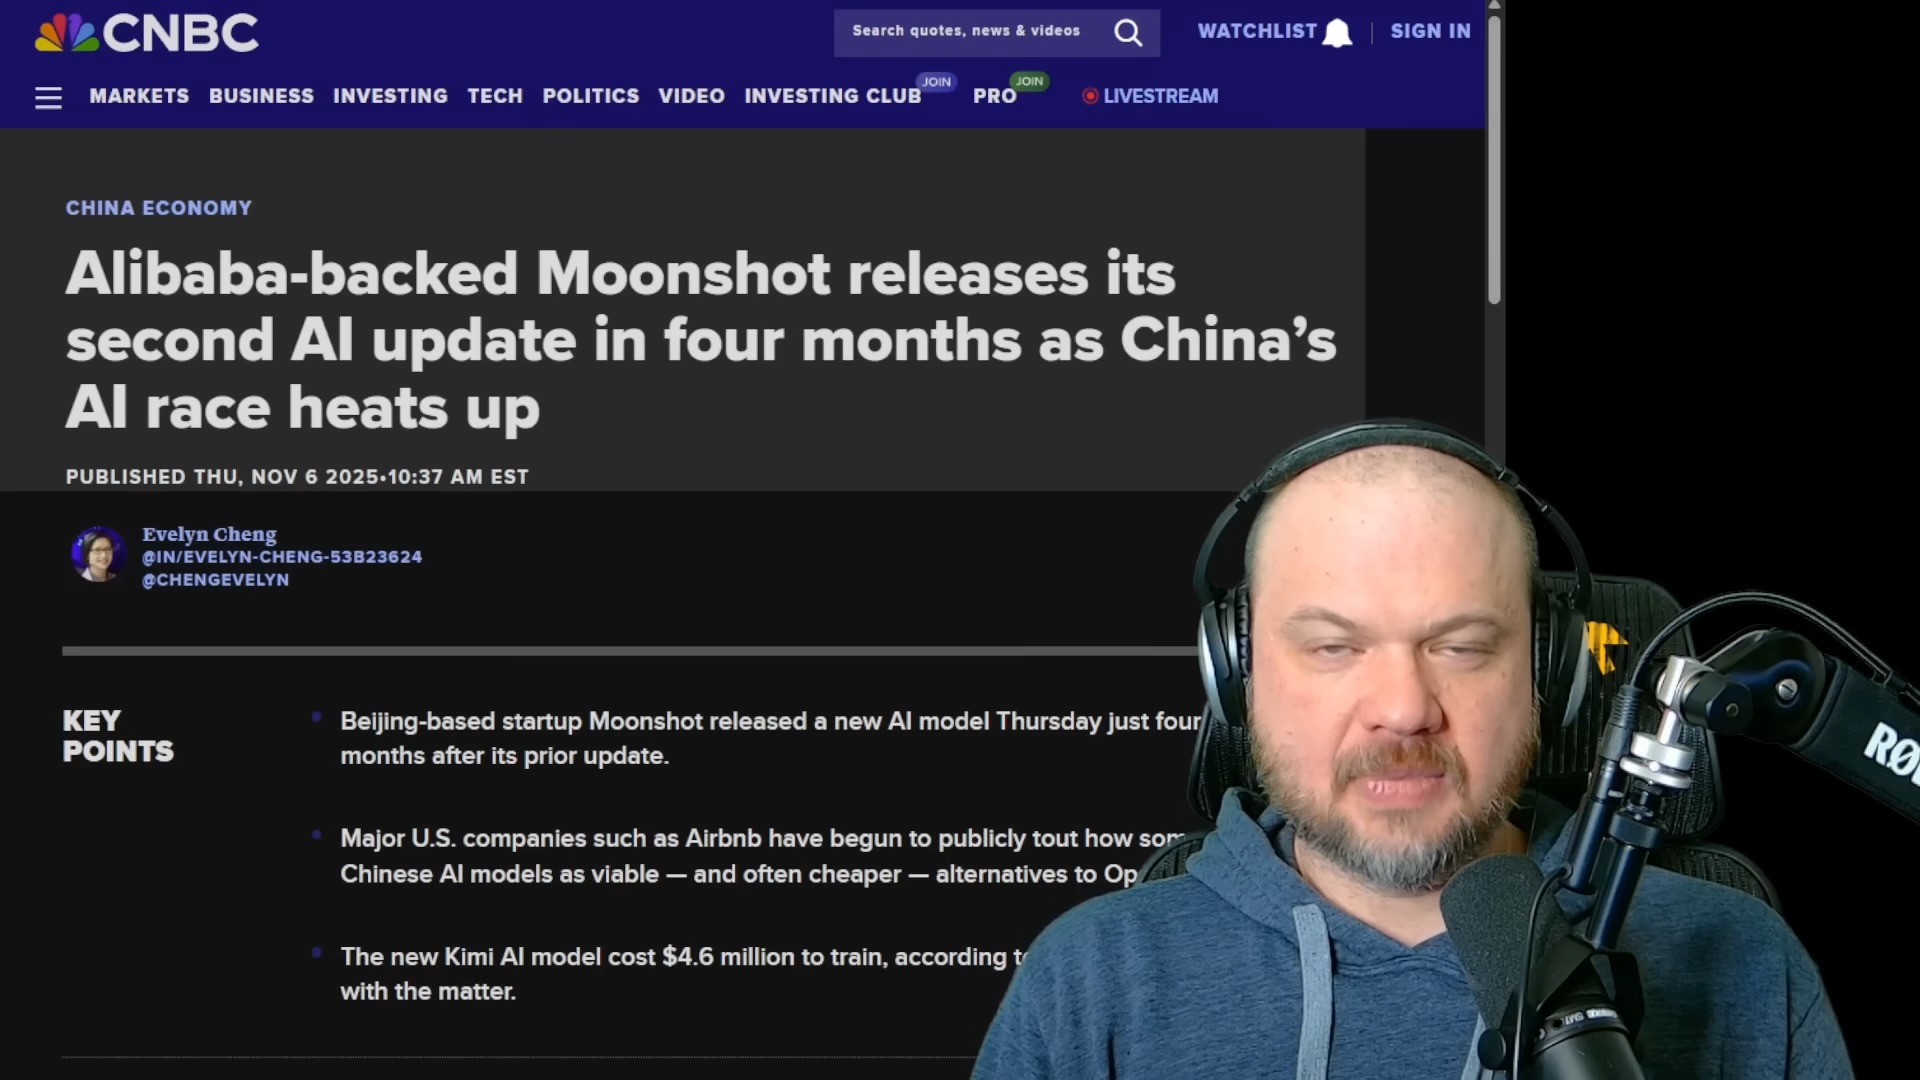 CNBC
Search quotes, news & videos
WATCHLIST
SIGN IN
MARKETS BUSINESS INVESTING TECH POLITICS VIDEO INVESTING CLUB JOIN PRO JOIN LIVESTREAM
CHINA ECONOMY
Alibaba-backed Moonshot releases its
second AI update in four months as China’s
AI race heats up
PUBLISHED THU, NOV 6 2025•10:37 AM EST
Evelyn Cheng
@IN/EVELYN-CHENG-53B23624
@CHENGEVELYN
KEY
POINTS
Beijing-based startup Moonshot released a new AI model Thursday just four
months after its prior update.
Major U.S. companies such as Airbnb have begun to publicly tout how
Chinese AI models as viable — and often cheaper — alternatives to
The new Kimi AI model cost $4.6 million to train, according
with the matter.